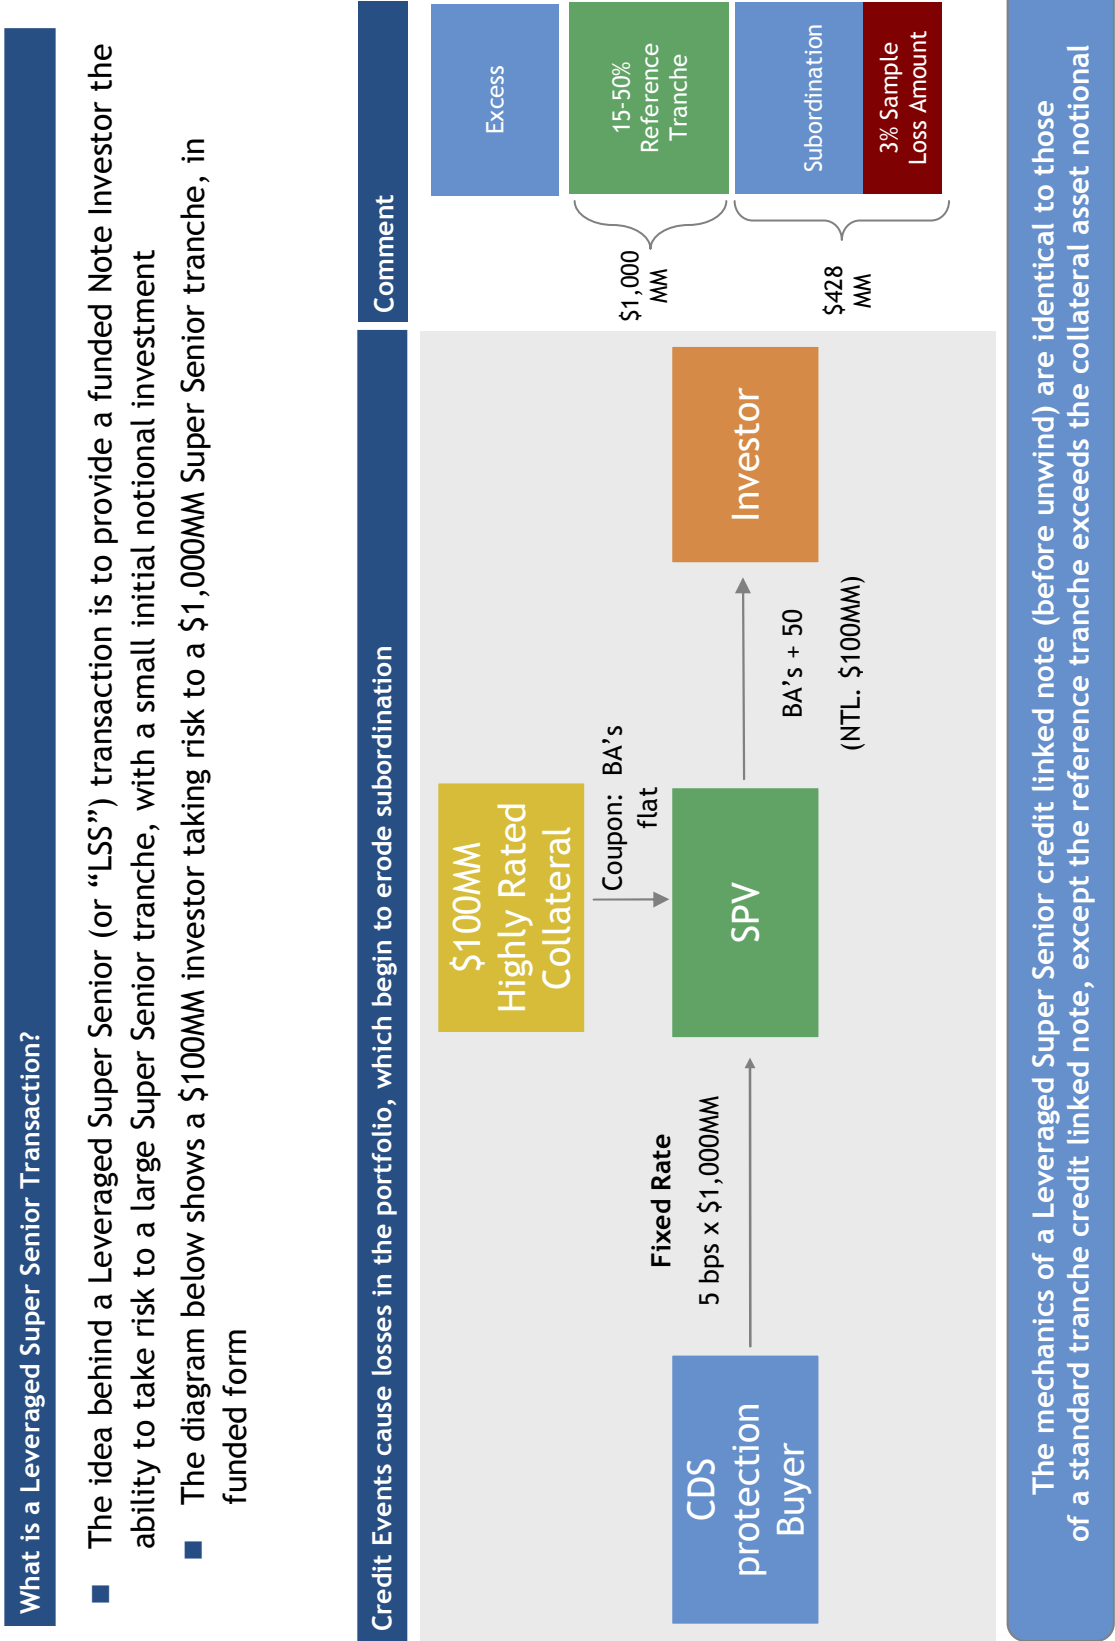 What is a Leveraged Super Senior Transaction?
■ The idea behind a Leveraged Super Senior (or “LSS”) transaction is to provide a funded Note Investor the
ability to take risk to a large Super Senior tranche, with a small initial notional investment
■ The diagram below shows a $100MM investor taking risk to a $1,000MM Super Senior tranche, in
funded form
Credit Events cause losses in the portfolio, which begin to erode subordination
Comment
$100MM
Highly Rated
Collateral
Coupon: BA’s
flat
CDS
protection
Buyer
Fixed Rate
5 bps x $1,000MM
SPV
BA’s + 50
(NTL. $100MM)
Investor
Excess
$1,000
MM
15-50%
Reference
Tranche
$428
MM
Subordination
3% Sample
Loss Amount
The mechanics of a Leveraged Super Senior credit linked note (before unwind) are identical to those
of a standard tranche credit linked note, except the reference tranche exceeds the collateral asset notional